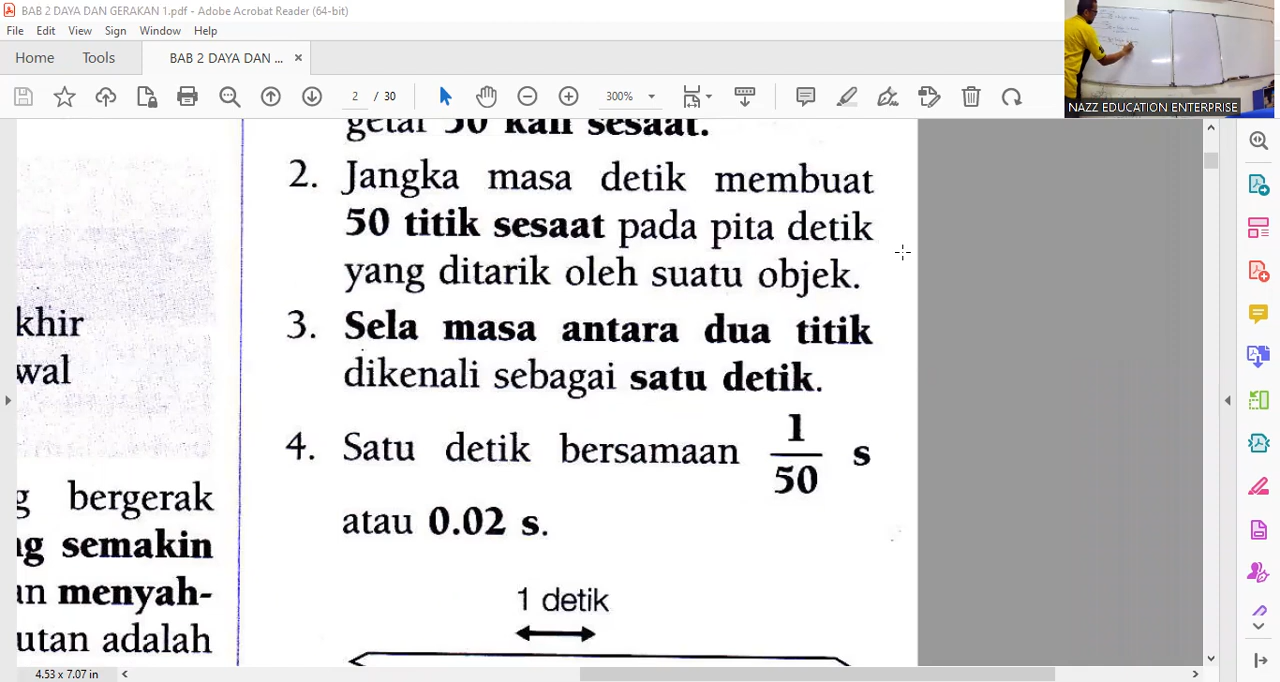 BAB 2 DAYA DAN GERAKAN 1.pdf - Adobe Acrobat Reader (64-bit)
File Edit View Sign Window Help
Home Tools BAB 2 DAYA DAN ... ×
2 / 30 300%
NAZZ EDUCATION ENTERPRISE
getar 50 kali sesaat.
2. Jangka masa detik membuat
50 titik sesaat pada pita detik
yang ditarik oleh suatu objek.
3. Sela masa antara dua titik
dikenali sebagai satu detik.
4. Satu detik bersamaan 1/50 s
atau 0.02 s.
1 detik
khir
wal
g bergerak
ng semakin
an menyah-
utan adalah
4.53 x 7.07 in